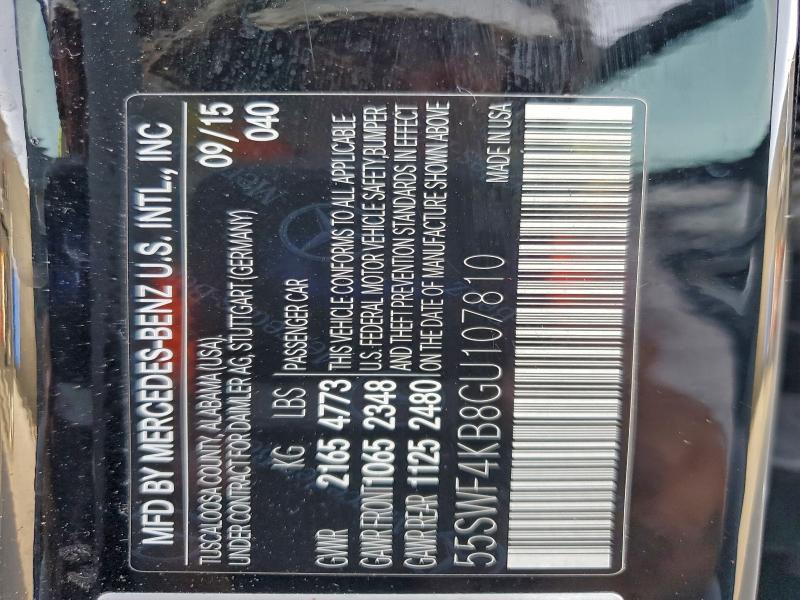 MFD BY MERCEDES-BENZ U.S. INTL., INC
TUSCALOOSA COUNTY, ALABAMA (USA) 09/15
UNDER CONTRACT FOR DAIMLER AG, STUTTGART (GERMANY) 040
KG LBS PASSENGER CAR
GVWR 2165 4773 THIS VEHICLE CONFORMS TO ALL APPLICABLE
GAWR FRONT 1065 2348 U.S. FEDERAL MOTOR VEHICLE SAFETY, BUMPER
AND THEFT PREVENTION STANDARDS IN EFFECT
GAWR REAR 1125 2480 ON THE DATE OF MANUFACTURE SHOWN ABOVE
55SWF4KB8GU107810 MADE IN USA